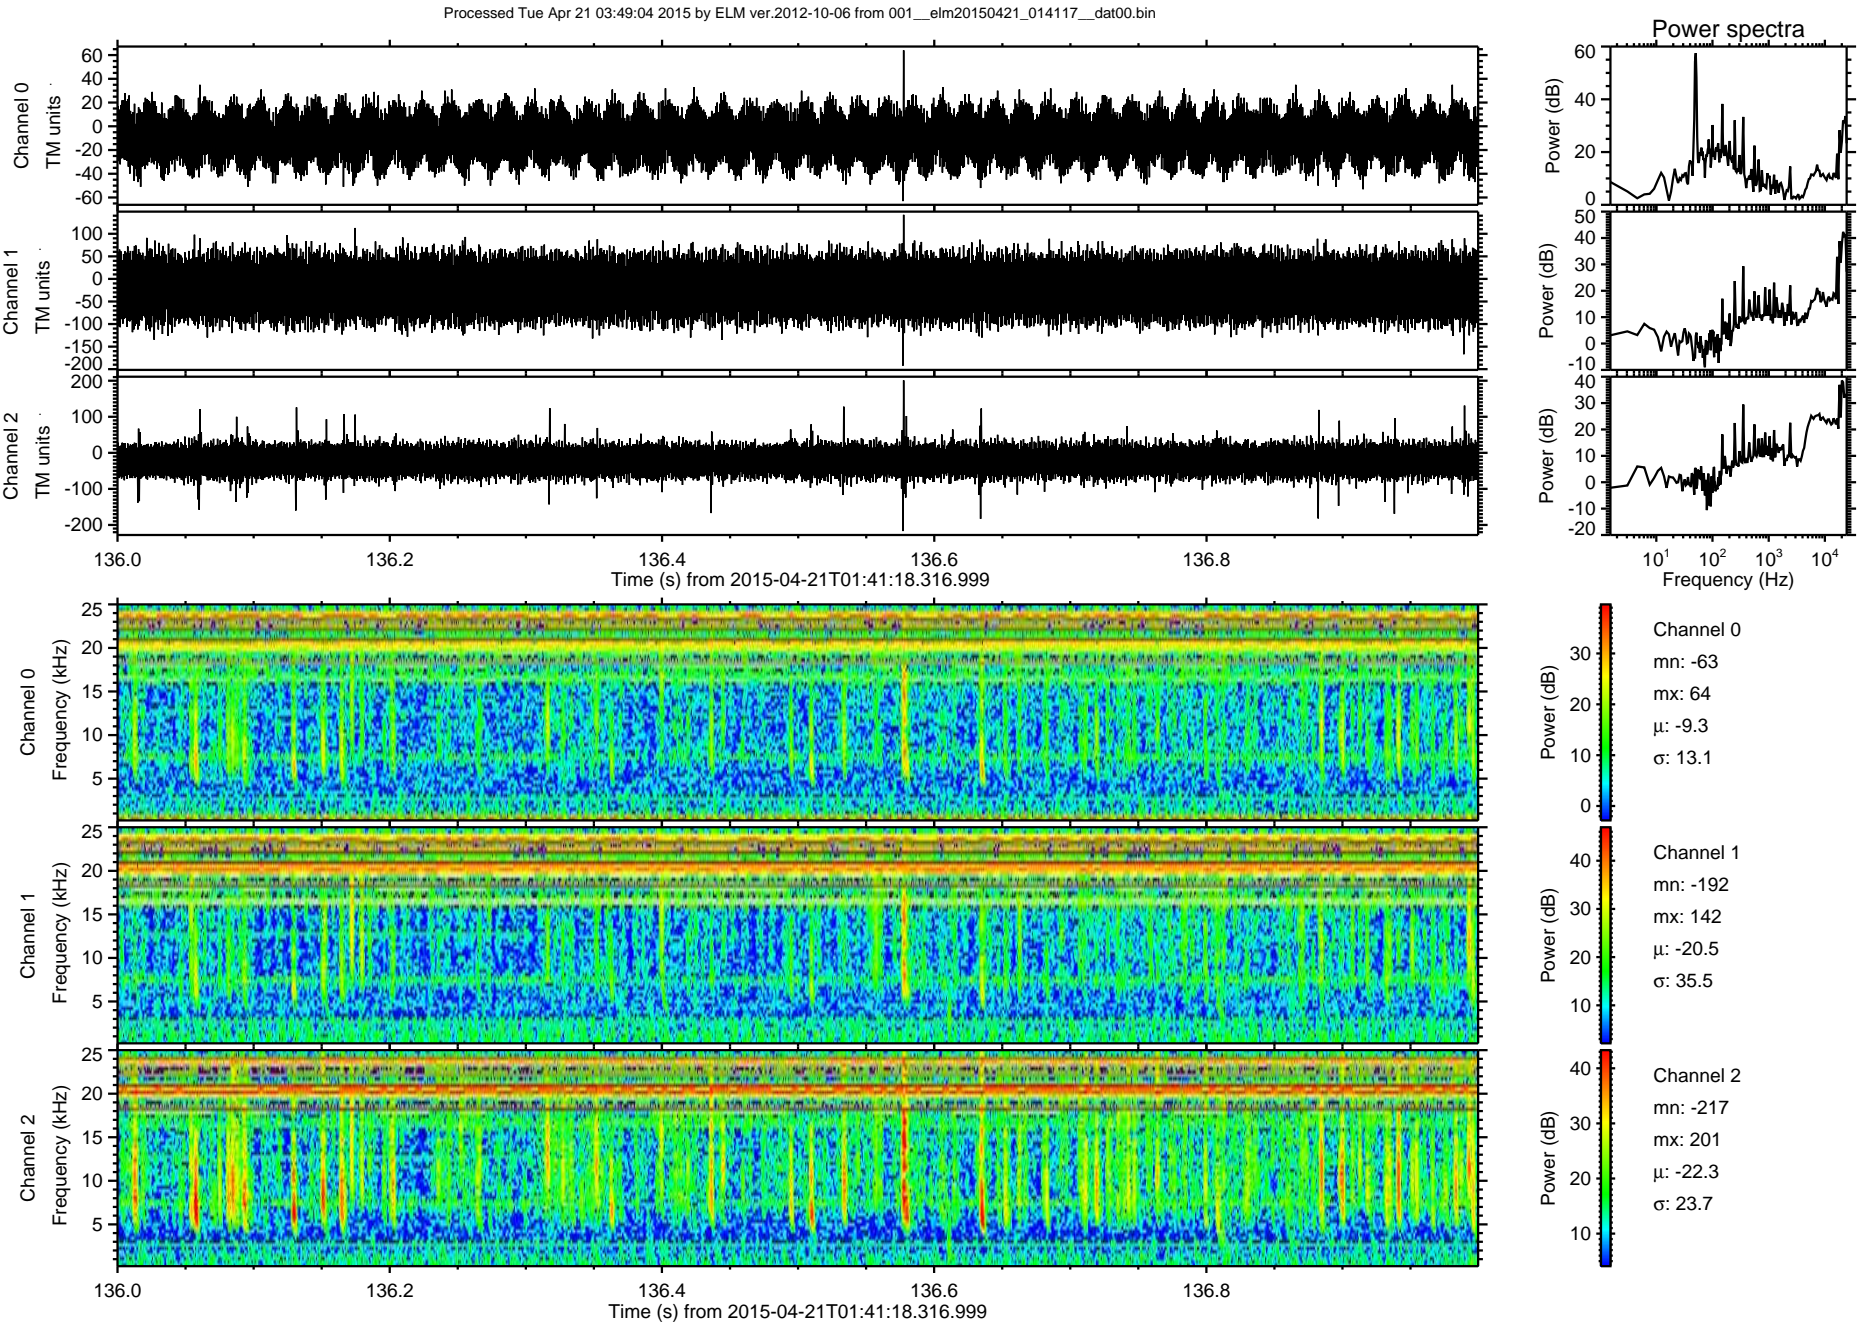 Processed Tue Apr 21 03:49:04 2015 by ELM ver.2012-10-06 from 001__elm20150421_014117__dat00.bin
Power spectra
Channel 0
TM units
60
40
20
0
-20
-40
-60
Power (dB)
60
40
20
0
Channel 1
TM units
100
50
0
-50
-100
-150
-200
Power (dB)
50
40
30
20
10
0
-10
Channel 2
TM units
200
100
0
-100
-200
Power (dB)
40
30
20
10
0
-10
-20
136.0 136.2 136.4 136.6 136.8
Time (s) from 2015-04-21T01:41:18.316.999
10¹ 10² 10³ 10⁴
Frequency (Hz)
Channel 0
Frequency (kHz)
25
20
15
10
5
Power (dB)
30
20
10
0
Channel 0
mn: -63
mx: 64
µ: -9.3
σ: 13.1
Channel 1
Frequency (kHz)
25
20
15
10
5
Power (dB)
40
30
20
10
Channel 1
mn: -192
mx: 142
µ: -20.5
σ: 35.5
Channel 2
Frequency (kHz)
25
20
15
10
5
Power (dB)
40
30
20
10
Channel 2
mn: -217
mx: 201
µ: -22.3
σ: 23.7
136.0 136.2 136.4 136.6 136.8
Time (s) from 2015-04-21T01:41:18.316.999